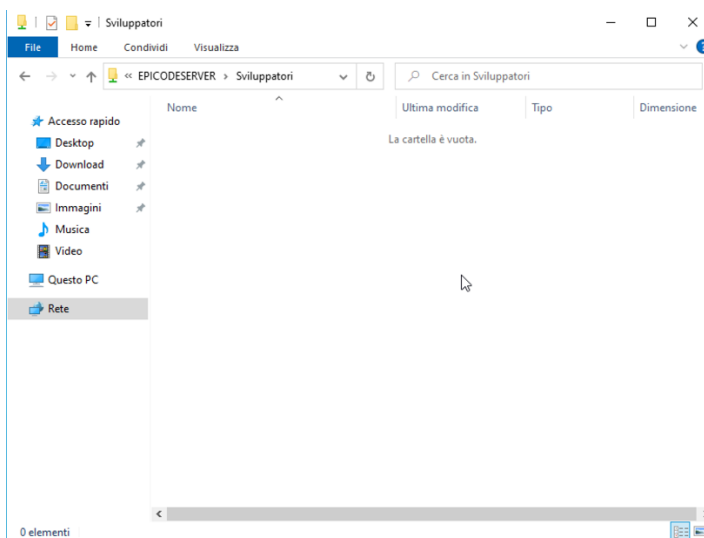 Sviluppatori
File Home Condividi Visualizza
« EPICODESERVER > Sviluppatori Cerca in Sviluppatori
Nome Ultima modifica Tipo Dimensione
La cartella è vuota.
Accesso rapido
Desktop
Download
Documenti
Immagini
Musica
Video
Questo PC
Rete
0 elementi